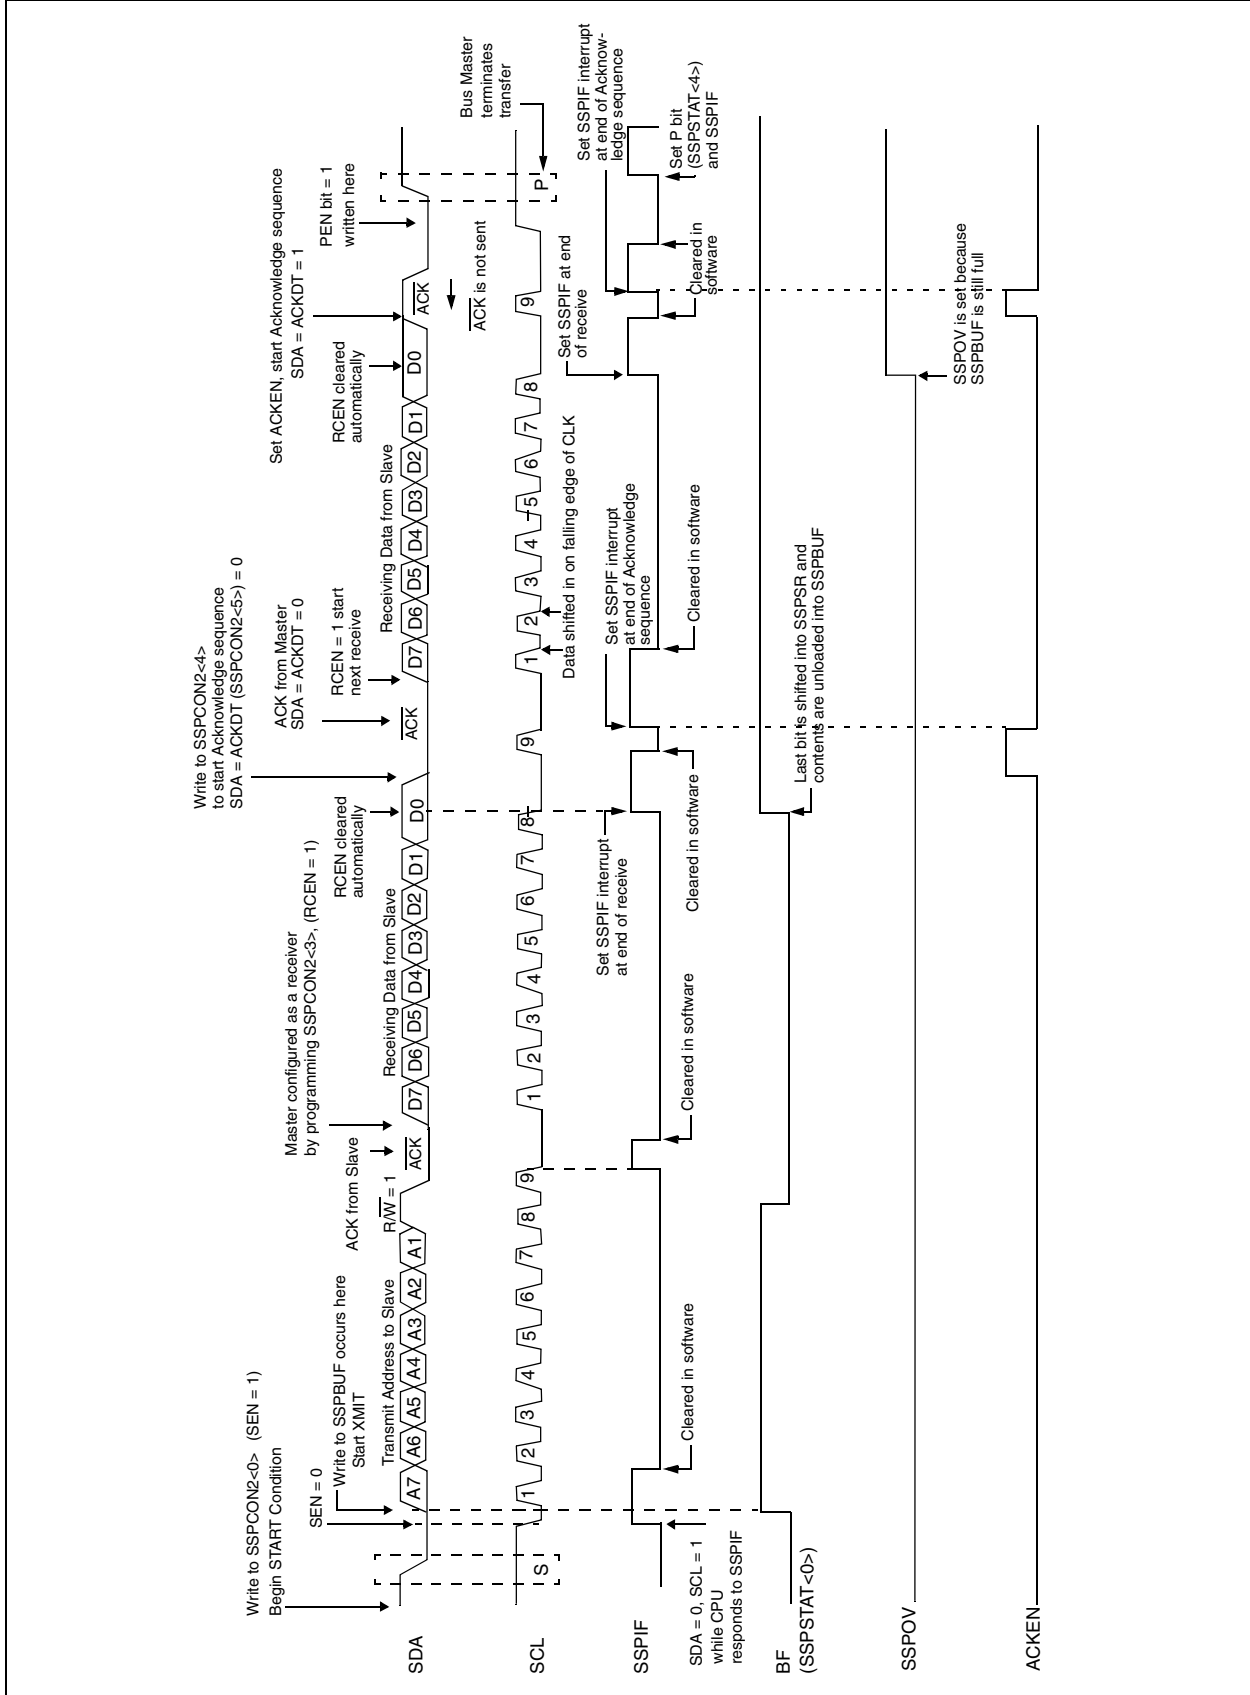 Write to SSPCON2<0> (SEN = 1)
Begin START Condition
SEN = 0
Write to SSPBUF occurs here
Start XMIT
Transmit Address to Slave
R/W = 1
ACK from Slave
Master configured as a receiver
by programming SSPCON2<3>, (RCEN = 1)
Receiving Data from Slave
RCEN cleared
automatically
Write to SSPCON2<4>
to start Acknowledge sequence
SDA = ACKDT (SSPCON2<5>) = 0
ACK from Master
SDA = ACKDT = 0
RCEN = 1 start
next receive
Receiving Data from Slave
RCEN cleared
automatically
Set ACKEN, start Acknowledge sequence
SDA = ACKDT = 1
PEN bit = 1
written here
SDA
A7 A6 A5 A4 A3 A2 A1
ACK
D7 D6 D5 D4 D3 D2 D1 D0
ACK
D7 D6 D5 D4 D3 D2 D1 D0
ACK
ACK is not sent
Bus Master
terminates
transfer
SCL
S
1 2 3 4 5 6 7 8 9
1 2 3 4 5 6 7 8
9
1 2 3 4 5 6 7 8
9
P
Data shifted in on falling edge of CLK
SSPIF
SDA = 0, SCL = 1
while CPU
responds to SSPIF
Cleared in software
Cleared in software
Set SSPIF interrupt
at end of receive
Cleared in software
Set SSPIF interrupt
at end of Acknowledge
sequence
Cleared in software
Set SSPIF at end
of receive
Cleared in
software
Set SSPIF interrupt
at end of Acknow-
ledge sequence
Set P bit
(SSPSTAT<4>)
and SSPIF
BF
(SSPSTAT<0>)
Last bit is shifted into SSPSR and
contents are unloaded into SSPBUF
SSPOV
SSPOV is set because
SSPBUF is still full
ACKEN